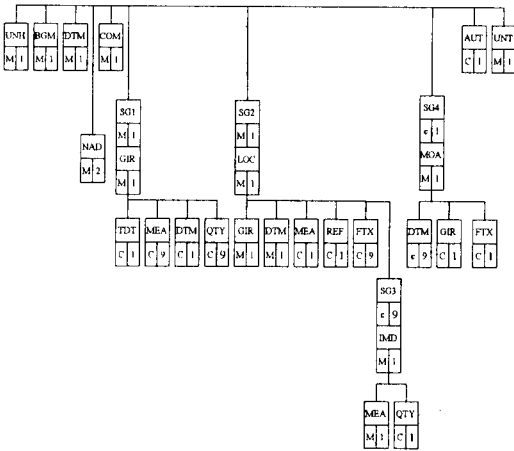 UNH BGM DTM COM AUT UNT
M 1 M 1 M 1 M 1 C 1 M 1
SG1 SG2 SG4
M 1 M 1 c 1
NAD GIR LOC MOA
M 2 M 1 M 1 M 1
TDT MEA DTM QTY GIR DTM MEA REF FTX DTM GIR FTX
C 1 C 9 C 1 C 9 M 1 M 1 C 1 C 1 C 9 c 9 C 1 C 1
SG3
c 9
IMD
M 1
MEA QTY
M 1 C 1